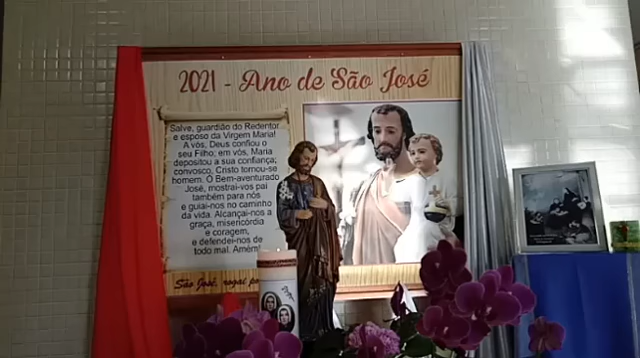 2021 - Ano de São José
Salve, guardião do Redentor
e esposo da Virgem Maria!
A vós, Deus confiou o
seu Filho; em vós, Maria
depositou a sua confiança;
convosco, Cristo tornou-se
homem. Ó Bem-aventurado
José, mostrai-vos pai
também para nós
e guiai-nos no caminho
da vida. Alcançai-nos a
graça, misericórdia
e coragem,
e defendei-nos de
todo mal. Amém!
São José, rogai